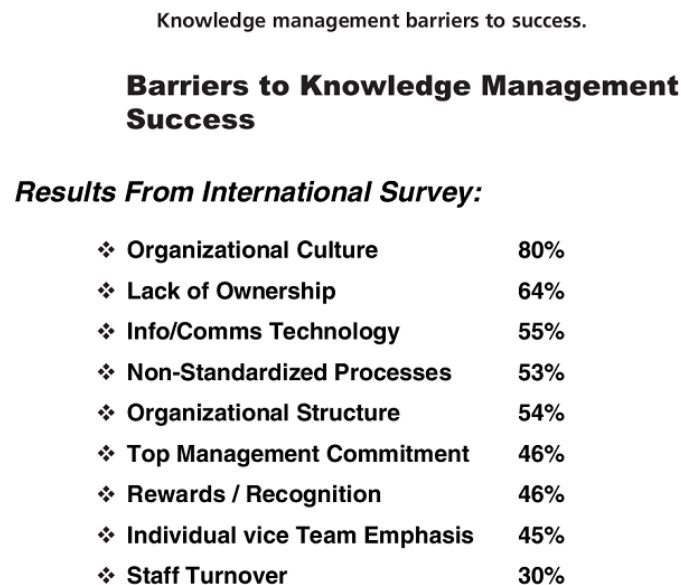 Knowledge management barriers to success.
Barriers to Knowledge Management
Success
Results From International Survey:
❖ Organizational Culture 80%
❖ Lack of Ownership 64%
❖ Info/Comms Technology 55%
❖ Non-Standardized Processes 53%
❖ Organizational Structure 54%
❖ Top Management Commitment 46%
❖ Rewards / Recognition 46%
❖ Individual vice Team Emphasis 45%
❖ Staff Turnover 30%